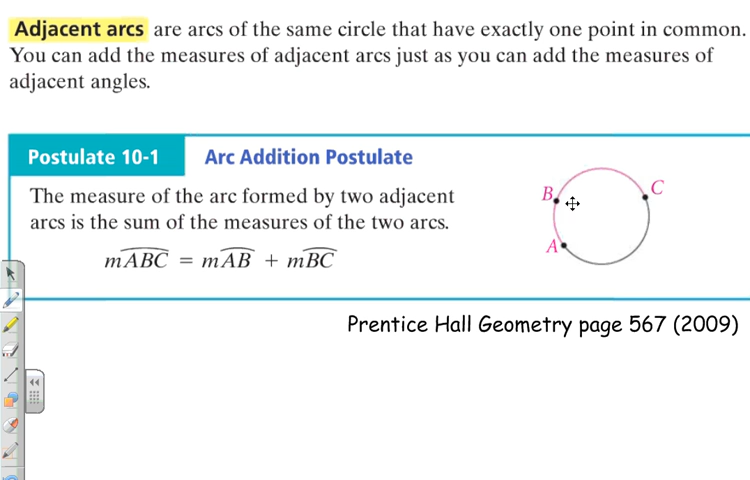 Adjacent arcs are arcs of the same circle that have exactly one point in common.
You can add the measures of adjacent arcs just as you can add the measures of
adjacent angles.
Postulate 10-1 Arc Addition Postulate
The measure of the arc formed by two adjacent
arcs is the sum of the measures of the two arcs.
mABC = mAB + mBC
B
C
A
Prentice Hall Geometry page 567 (2009)